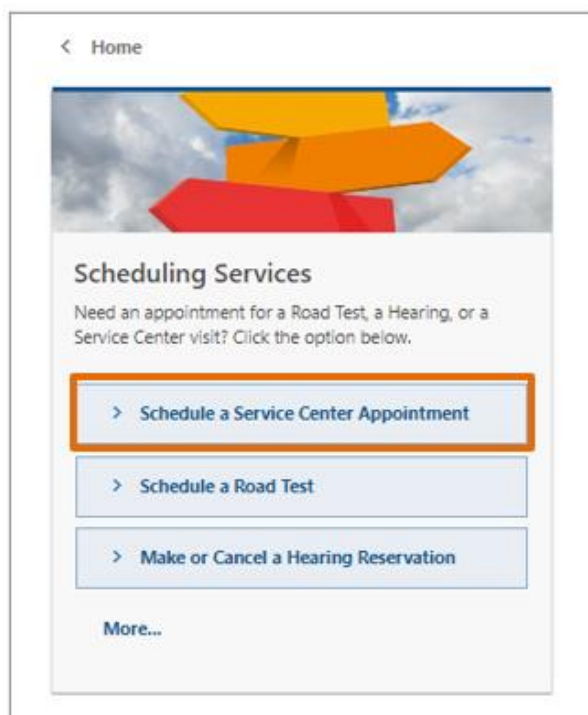 Home
Scheduling Services
Need an appointment for a Road Test, a Hearing, or a
Service Center visit? Click the option below.
Schedule a Service Center Appointment
Schedule a Road Test
Make or Cancel a Hearing Reservation
More...